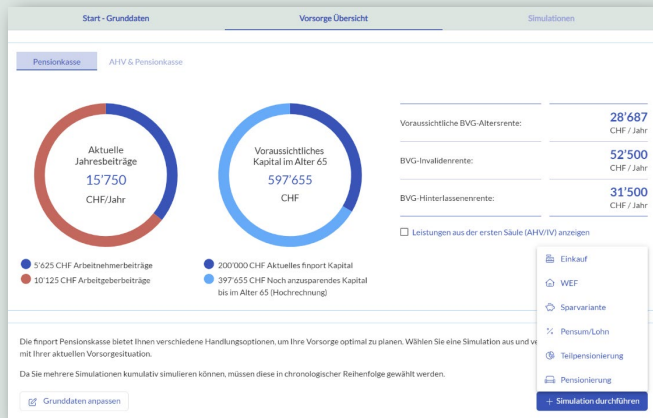 Start - Grunddaten
Vorsorge Übersicht
Simulationen
Pensionkasse
AHV & Pensionkasse
Aktuelle
Jahresbeiträge
15'750
CHF/Jahr
5'625 CHF Arbeitnehmerbeiträge
10'125 CHF Arbeitgeberbeiträge
Voraussichtliches
Kapital im Alter 65
597'655
CHF
200'000 CHF Aktuelles finport Kapital
397'655 CHF Noch anzusparendes Kapital
bis im Alter 65 (Hochrechnung)
Voraussichtliche BVG-Altersrente:
28'687
CHF / Jahr
BVG-Invalidenrente:
52'500
CHF / Jahr
BVG-Hinterlassenenrente:
31'500
CHF / Jahr
Leistungen aus der ersten Säule (AHV/IV) anzeigen
Einkauf
WEF
Sparvariante
Pensum/Lohn
Teilpensionierung
Pensionierung
+ Simulation durchführen
Die finport Pensionskasse bietet Ihnen verschiedene Handlungsoptionen, um Ihre Vorsorge optimal zu planen. Wählen Sie eine Simulation aus und
mit Ihrer aktuellen Vorsorgesituation.
Da Sie mehrere Simulationen kumulativ simulieren können, müssen diese in chronologischer Reihenfolge gewählt werden.
Grunddaten anpassen